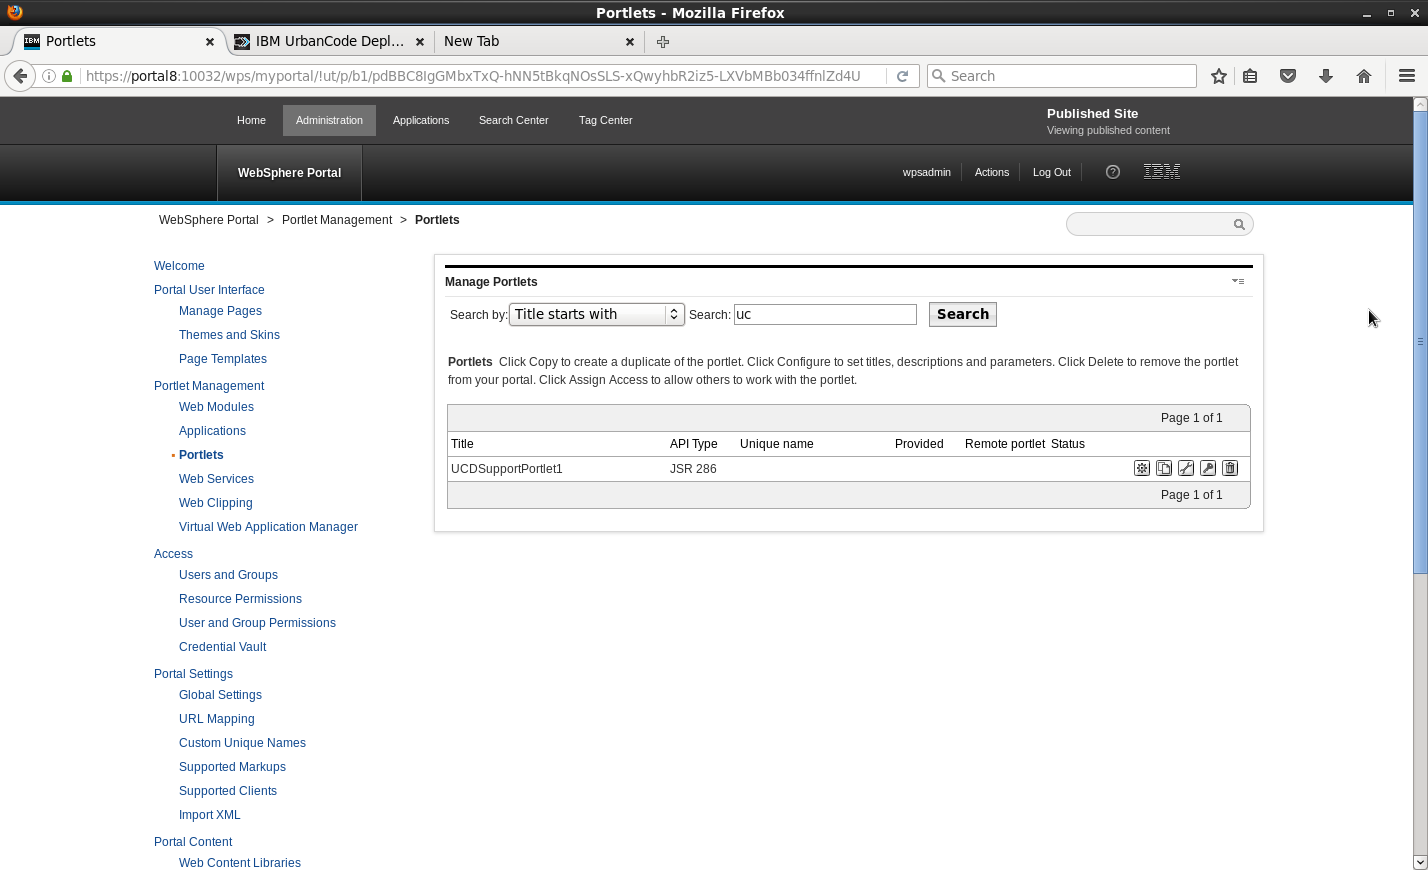 Portlets - Mozilla Firefox
Portlets
IBM UrbanCode Depl...
New Tab
https://portal8:10032/wps/myportal/!ut/p/b1/pdBBC8IgGMbxTxQ-hNN5tBkqNOsSLS-xQwyhbR2iz5-LXVbMBb034ffnlZd4U
Search
Home Administration Applications Search Center Tag Center
Published Site
Viewing published content
WebSphere Portal
wpsadmin Actions Log Out ? IBM
WebSphere Portal > Portlet Management > Portlets
Welcome
Portal User Interface
Manage Pages
Themes and Skins
Page Templates
Portlet Management
Web Modules
Applications
Portlets
Web Services
Web Clipping
Virtual Web Application Manager
Access
Users and Groups
Resource Permissions
User and Group Permissions
Credential Vault
Portal Settings
Global Settings
URL Mapping
Custom Unique Names
Supported Markups
Supported Clients
Import XML
Portal Content
Web Content Libraries
Manage Portlets
Search by: Title starts with Search: uc Search
Portlets Click Copy to create a duplicate of the portlet. Click Configure to set titles, descriptions and parameters. Click Delete to remove the portlet
from your portal. Click Assign Access to allow others to work with the portlet.
Page 1 of 1
Title API Type Unique name Provided Remote portlet Status
UCDSupportPortlet1 JSR 286
Page 1 of 1